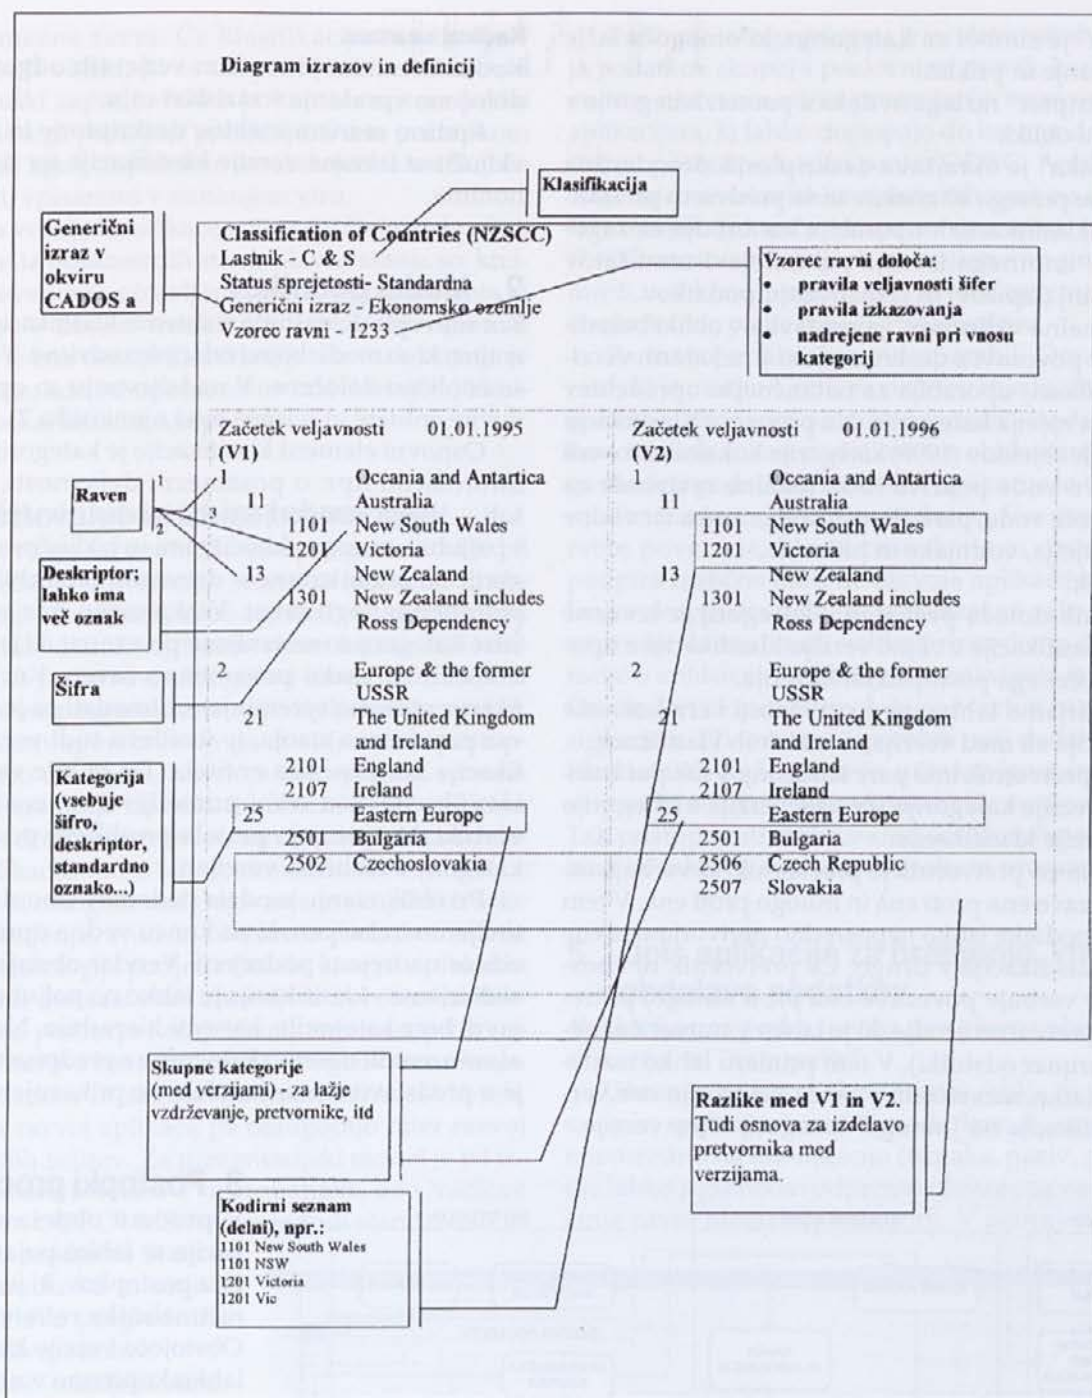 Diagram izrazov in definicij
Klasifikacija
Generični
izraz v
okviru
CADOS a
Classification of Countries (NZSCC)
Lastnik - C & S
Status sprejetosti- Standardna
Generični izraz - Ekonomsko ozemlje
Vzorec ravni - 1233
Vzorec ravni določa:
• pravila veljavnosti šifer
• pravila izkazovanja
• nadrejene ravni pri vnosu
kategorij
Začetek veljavnosti 01.01.1995
(V1)
1 Oceania and Antartica
11 Australia
1101 New South Wales
1201 Victoria
13 New Zealand
1301 New Zealand includes
Ross Dependency
2 Europe & the former
USSR
21 The United Kingdom
and Ireland
2101 England
2107 Ireland
25 Eastern Europe
2501 Bulgaria
2502 Czechoslovakia
Začetek veljavnosti 01.01.1996
(V2)
1 Oceania and Antartica
11 Australia
1101 New South Wales
1201 Victoria
13 New Zealand
1301 New Zealand includes
Ross Dependency
2 Europe & the former
USSR
21 The United Kingdom
and Ireland
2101 England
2107 Ireland
25 Eastern Europe
2501 Bulgaria
2506 Czech Republic
2507 Slovakia
Raven
3
Deskriptor;
lahko ima
več oznak
Šifra
Kategorija
(vsebuje
šifro,
deskriptor,
standardno
oznako...)
Skupne kategorije
(med verzijami) - za lažje
vzdrževanje, pretvornike, itd
Kodirni seznam
(delni), npr.:
1101 New South Wales
1101 NSW
1201 Victoria
1201 Vic
Razlike med V1 in V2.
Tudi osnova za izdelavo
pretvornika med
verzijama.